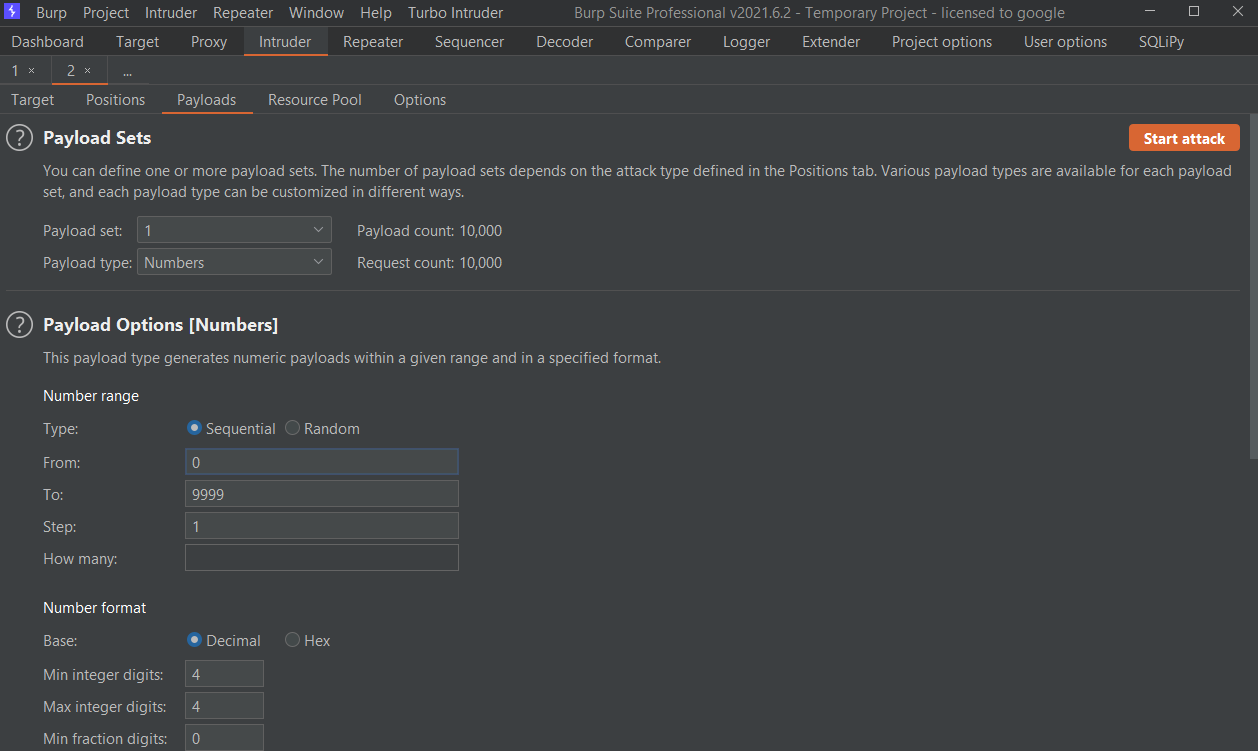 Burp Project Intruder Repeater Window Help Turbo Intruder Burp Suite Professional v2021.6.2 - Temporary Project - licensed to google
Dashboard Target Proxy Intruder Repeater Sequencer Decoder Comparer Logger Extender Project options User options SQLiPy
1 × 2 × ...
Target Positions Payloads Resource Pool Options
? Payload Sets Start attack
You can define one or more payload sets. The number of payload sets depends on the attack type defined in the Positions tab. Various payload types are available for each payload
set, and each payload type can be customized in different ways.
Payload set: 1 Payload count: 10,000
Payload type: Numbers Request count: 10,000
? Payload Options [Numbers]
This payload type generates numeric payloads within a given range and in a specified format.
Number range
Type: Sequential Random
From: 0
To: 9999
Step: 1
How many:
Number format
Base: Decimal Hex
Min integer digits: 4
Max integer digits: 4
Min fraction digits: 0